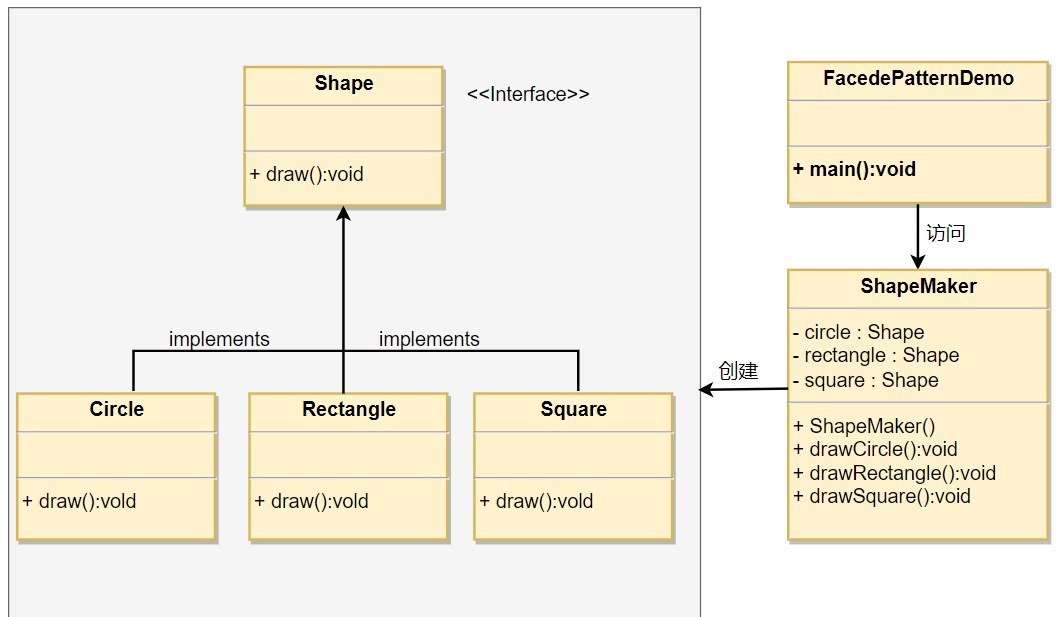 Shape
<<Interface>>
+ draw():void
implements
implements
Circle
+ draw():vold
Rectangle
+ draw():vold
Square
+ draw():vold
FacedePatternDemo
+ main():void
访问
ShapeMaker
- circle : Shape
- rectangle : Shape
- square : Shape
创建
+ ShapeMaker()
+ drawCircle():void
+ drawRectangle():void
+ drawSquare():void